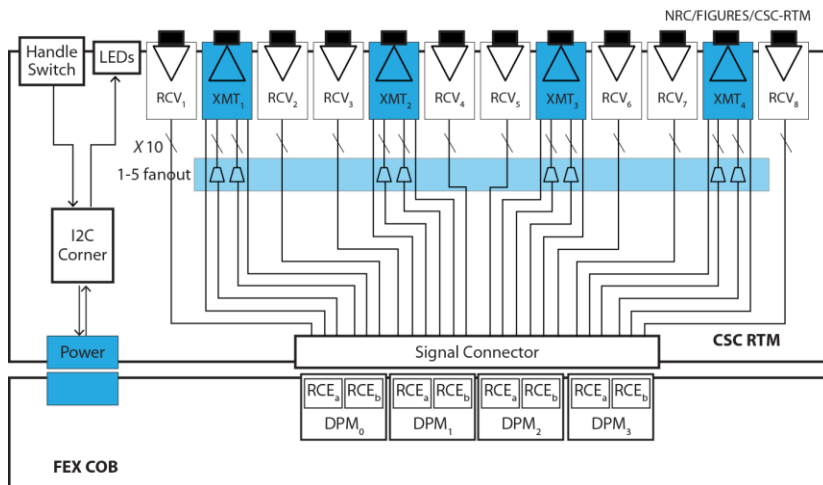 NRC/FIGURES/CSC-RTM
Handle
Switch
LEDs
RCV1
XMT1
RCV2
RCV3
XMT2
RCV4
RCV5
XMT3
RCV6
RCV7
XMT4
RCV8
X 10
1-5 fanout
I2C
Corner
Power
Signal Connector
CSC RTM
RCEa RCEb
DPM0
RCEa RCEb
DPM1
RCEa RCEb
DPM2
RCEa RCEb
DPM3
FEX COB